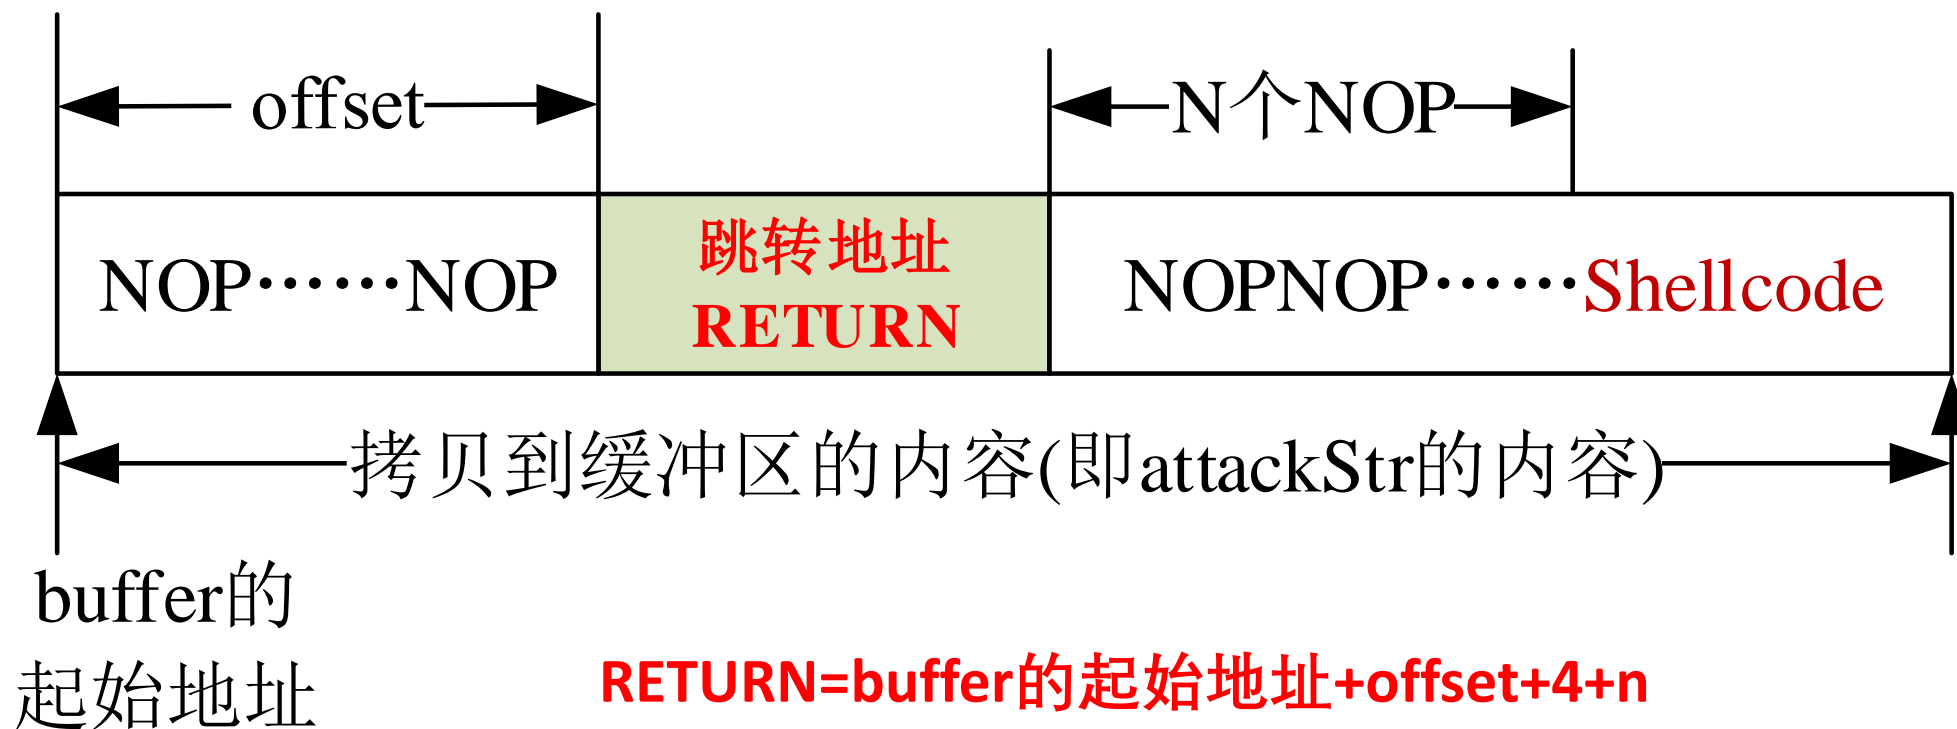 offset
N个NOP
NOP……NOP
跳转地址
RETURN
NOPNOP……Shellcode
拷贝到缓冲区的内容(即attackStr的内容)
buffer的
起始地址
RETURN=buffer的起始地址+offset+4+n